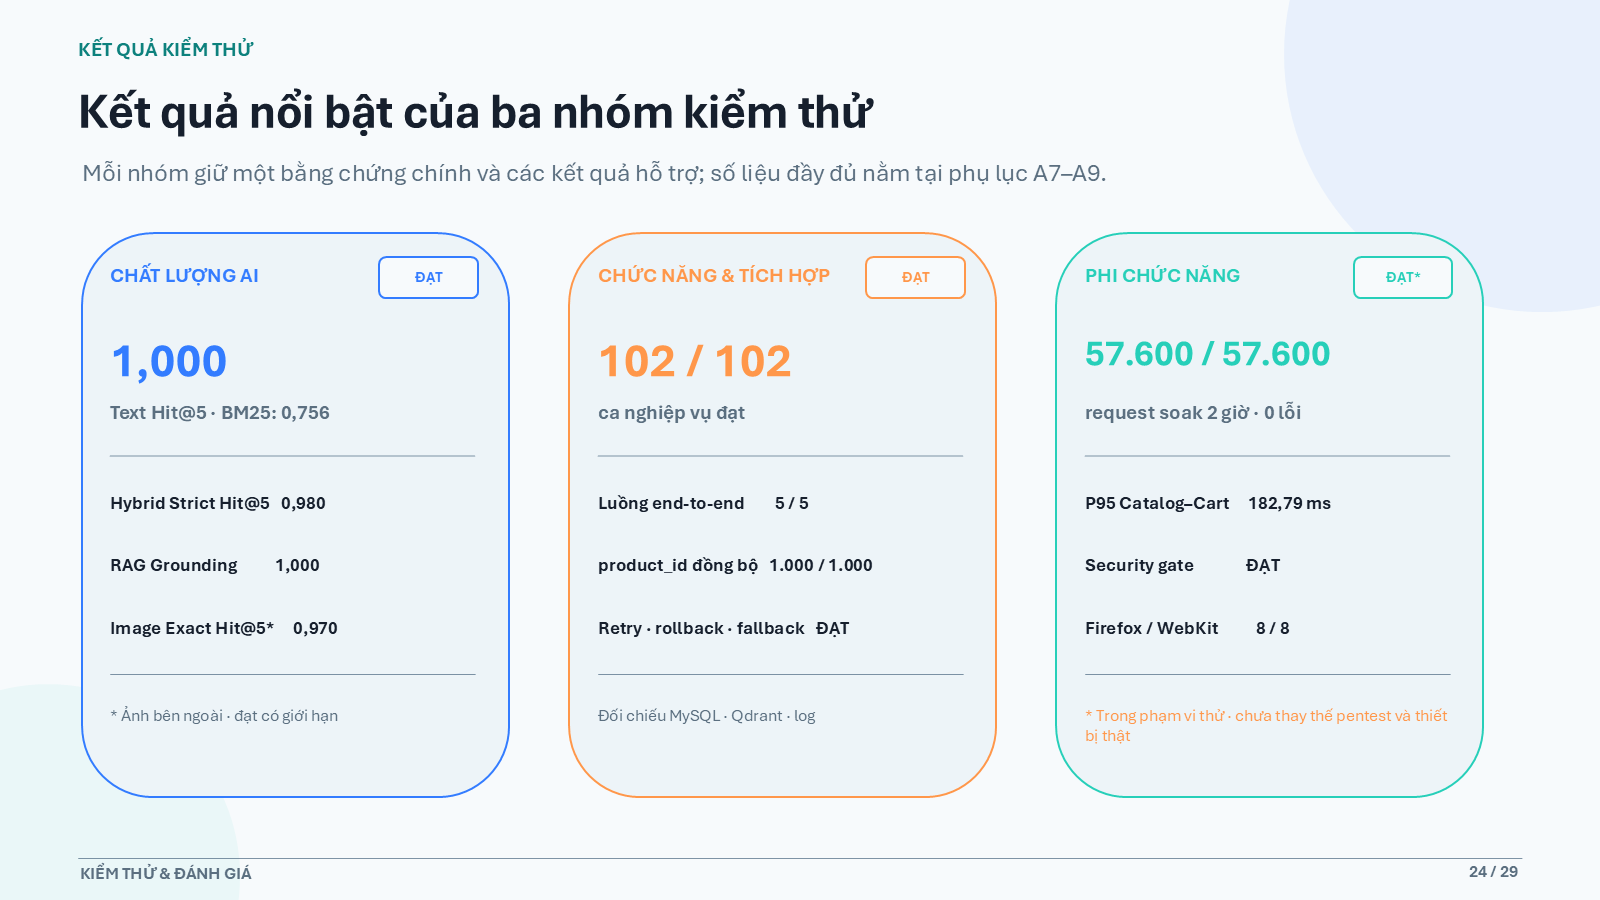 KẾT QUẢ KIỂM THỬ
Kết quả nổi bật của ba nhóm kiểm thử
Mỗi nhóm giữ một bằng chứng chính và các kết quả hỗ trợ; số liệu đầy đủ nằm tại phụ lục A7–A9.
CHẤT LƯỢNG AI
ĐẠT
1,000
Text Hit@5 · BM25: 0,756
Hybrid Strict Hit@5 0,980
RAG Grounding 1,000
Image Exact Hit@5* 0,970
* Ảnh bên ngoài · đạt có giới hạn
CHỨC NĂNG & TÍCH HỢP
ĐẠT
102 / 102
ca nghiệp vụ đạt
Luồng end-to-end 5 / 5
product_id đồng bộ 1.000 / 1.000
Retry · rollback · fallback ĐẠT
Đối chiếu MySQL · Qdrant · log
PHI CHỨC NĂNG
ĐẠT*
57.600 / 57.600
request soak 2 giờ · 0 lỗi
P95 Catalog–Cart 182,79 ms
Security gate ĐẠT
Firefox / WebKit 8 / 8
* Trong phạm vi thử · chưa thay thế pentest và thiết
bị thật
KIỂM THỬ & ĐÁNH GIÁ
24 / 29